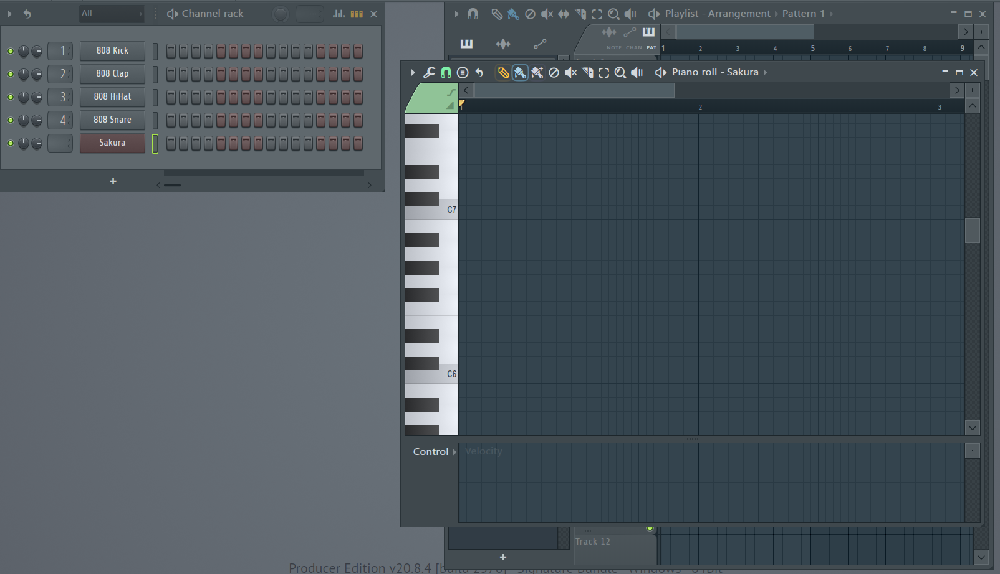 All
Channel rack
1 808 Kick
2 808 Clap
3 808 HiHat
4 808 Snare
--- Sakura
+
Playlist - Arrangement Pattern 1
NOTE CHAN PAT
1 2 3 4 5 6 7 8 9
Piano roll - Sakura
1 2 3
C7
C6
Control Velocity
Track 12
+
Producer Edition v20.8.4 [build